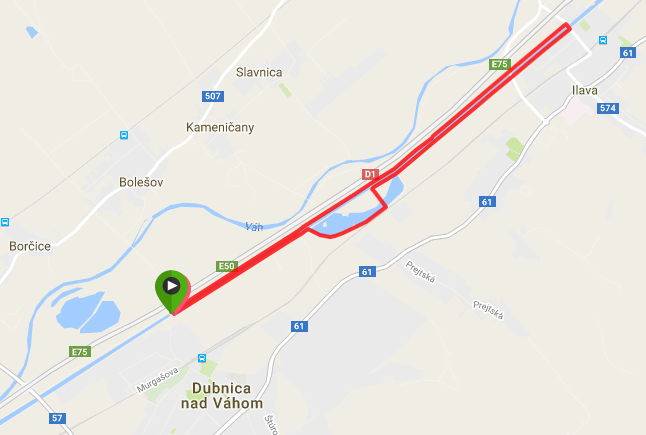 E75
61
Slavnica
Ilava
507
574
Kameničany
D1
Bolešov
61
Váh
Borčice
E50
61
Prejtská
Prejtská
61
E75
Murgašova
Dubnica
nad Váhom
57
Štúrov